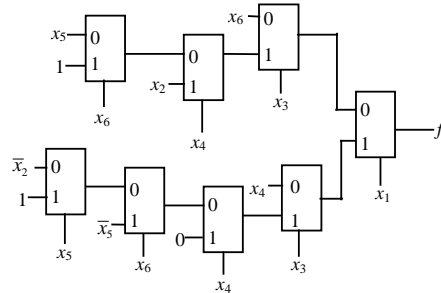 x₆ 0
x₅ 0 0 1
1 1 x₂ 1 x₃
x₆ x₄
0
1 f
x₁
x̅₂ 0 0 x₄ 0
1 1 x̅₅ 1 0 1
x₅ x₆ 0 1 x₃
x₄